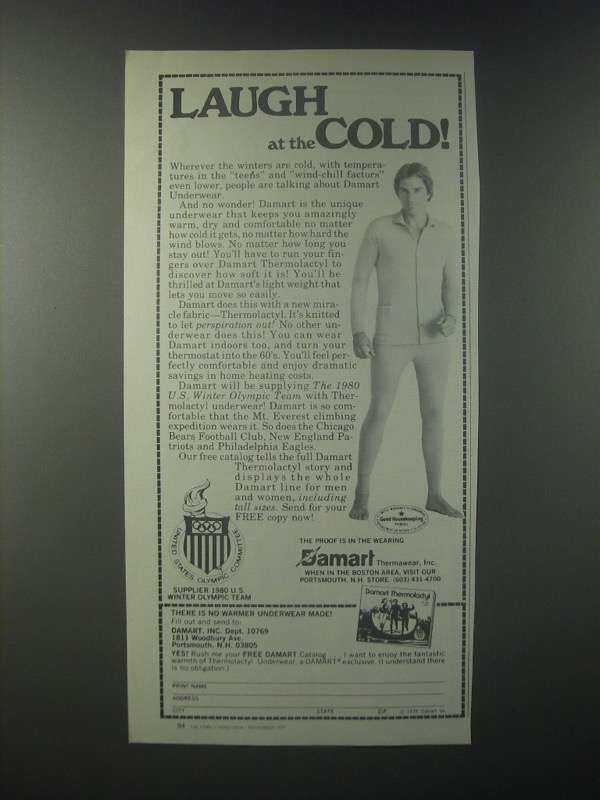 LAUGH
at the COLD!
Wherever the winters are cold, with tempera-
tures in the "teens" and "wind-chill factors"
even lower, people are talking about Damart
Underwear.
And no wonder! Damart is the unique
underwear that keeps you amazingly
warm, dry and comfortable no matter
how cold it gets, no matter how hard the
wind blows. No matter how long you
stay out! You'll have to run your fin-
gers over Damart Thermolactyl to
discover how soft it is! You'll be
thrilled at Damart's light weight that
lets you move so easily.
Damart does this with a new mira-
cle fabric—Thermolactyl. It's knitted
to let perspiration out! No other un-
derwear does this! You can wear
Damart indoors too, and turn your
thermostat into the 60's. You'll feel per-
fectly comfortable and enjoy dramatic
savings in home heating costs.
Damart will be supplying The 1980
U.S. Winter Olympic Team with Ther-
molactyl underwear! Damart is so com-
fortable that the Mt. Everest climbing
expedition wears it. So does the Chicago
Bears Football Club, New England Pa-
triots and Philadelphia Eagles.
Our free catalog tells the full Damart
Thermolactyl story and
displays the whole
Damart line for men
and women, including
tall sizes. Send for your
FREE copy now!
Good Housekeeping
UNITED STATES OLYMPIC COMMITTEE
SUPPLIER 1980 U.S.
WINTER OLYMPIC TEAM
THE PROOF IS IN THE WEARING
Damart Thermawear, Inc.
WHEN IN THE BOSTON AREA, VISIT OUR
PORTSMOUTH, N.H. STORE. (603) 431-4700
Damart Thermolactyl
THERE IS NO WARMER UNDERWEAR MADE!
Fill out and send to:
DAMART, INC. Dept. 10769
1811 Woodbury Ave.
Portsmouth, N.H. 03805
YES! Rush me your FREE DAMART Catalog . . . I want to enjoy the fantastic
warmth of Thermolactyl Underwear, a DAMART® exclusive. (I understand there
is no obligation.)
PRINT NAME
ADDRESS
CITY STATE ZIP © 1979, Damart
94